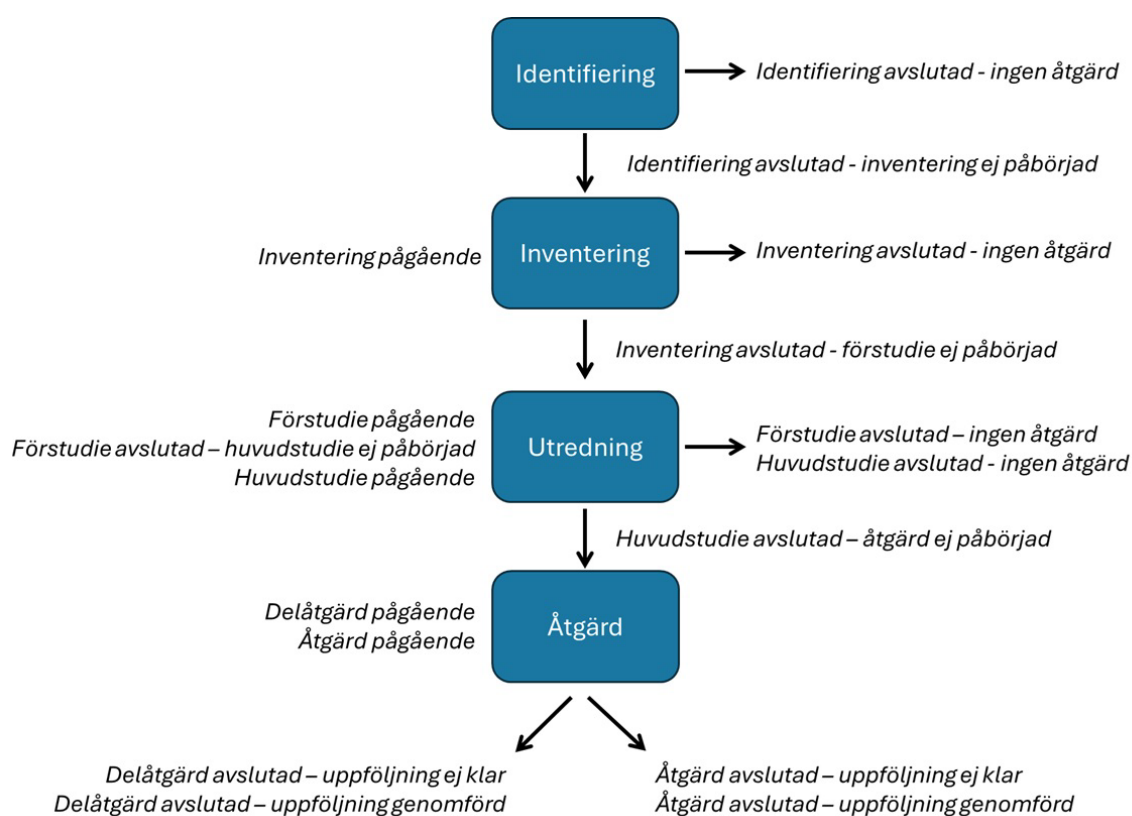 Identifiering
Identifiering avslutad - ingen åtgärd
Identifiering avslutad - inventering ej påbörjad
Inventering pågående
Inventering
Inventering avslutad - ingen åtgärd
Inventering avslutad - förstudie ej påbörjad
Förstudie pågående
Förstudie avslutad – huvudstudie ej påbörjad
Huvudstudie pågående
Utredning
Förstudie avslutad – ingen åtgärd
Huvudstudie avslutad - ingen åtgärd
Huvudstudie avslutad – åtgärd ej påbörjad
Delåtgärd pågående
Åtgärd pågående
Åtgärd
Delåtgärd avslutad – uppföljning ej klar
Delåtgärd avslutad – uppföljning genomförd
Åtgärd avslutad – uppföljning ej klar
Åtgärd avslutad – uppföljning genomförd